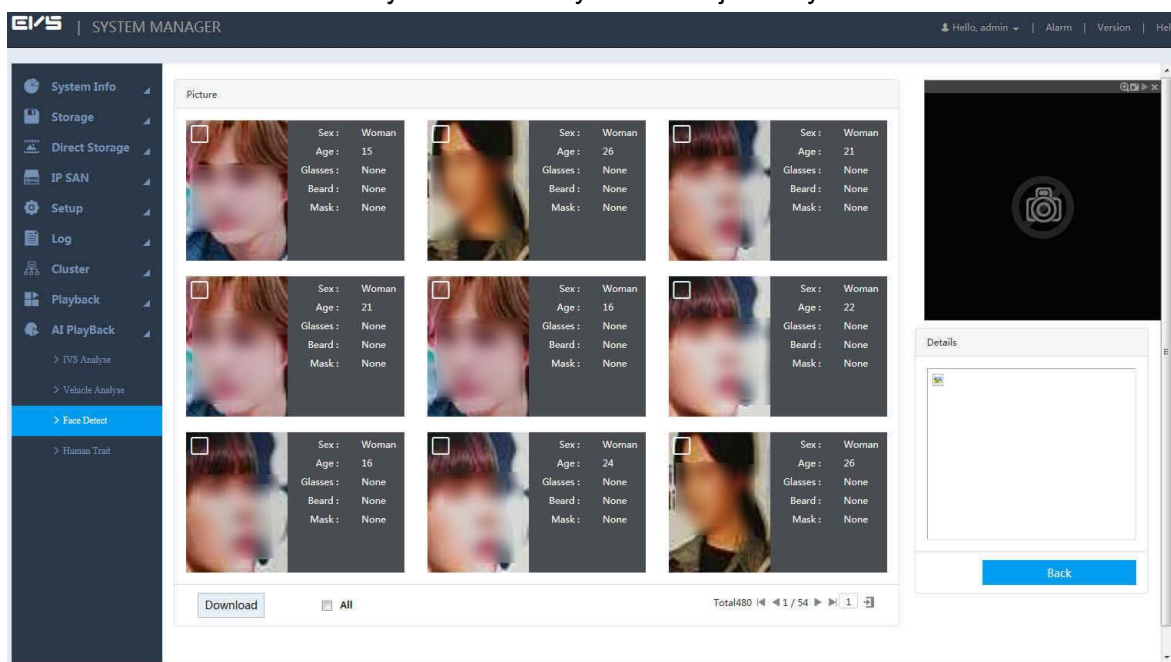 EVS | SYSTEM MANAGER
Hello, admin | Alarm | Version | Hel
System Info
Storage
Direct Storage
IP SAN
Setup
Log
Cluster
Playback
AI PlayBack
> IVS Analyse
> Vehicle Analyse
> Face Detect
> Human Trait
Picture
Sex : Woman
Age : 15
Glasses : None
Beard : None
Mask : None
Sex : Woman
Age : 26
Glasses : None
Beard : None
Mask : None
Sex : Woman
Age : 21
Glasses : None
Beard : None
Mask : None
Sex : Woman
Age : 21
Glasses : None
Beard : None
Mask : None
Sex : Woman
Age : 16
Glasses : None
Beard : None
Mask : None
Sex : Woman
Age : 22
Glasses : None
Beard : None
Mask : None
Sex : Woman
Age : 16
Glasses : None
Beard : None
Mask : None
Sex : Woman
Age : 24
Glasses : None
Beard : None
Mask : None
Sex : Woman
Age : 26
Glasses : None
Beard : None
Mask : None
Download
All
Total480 1 / 54 1
Details
Back